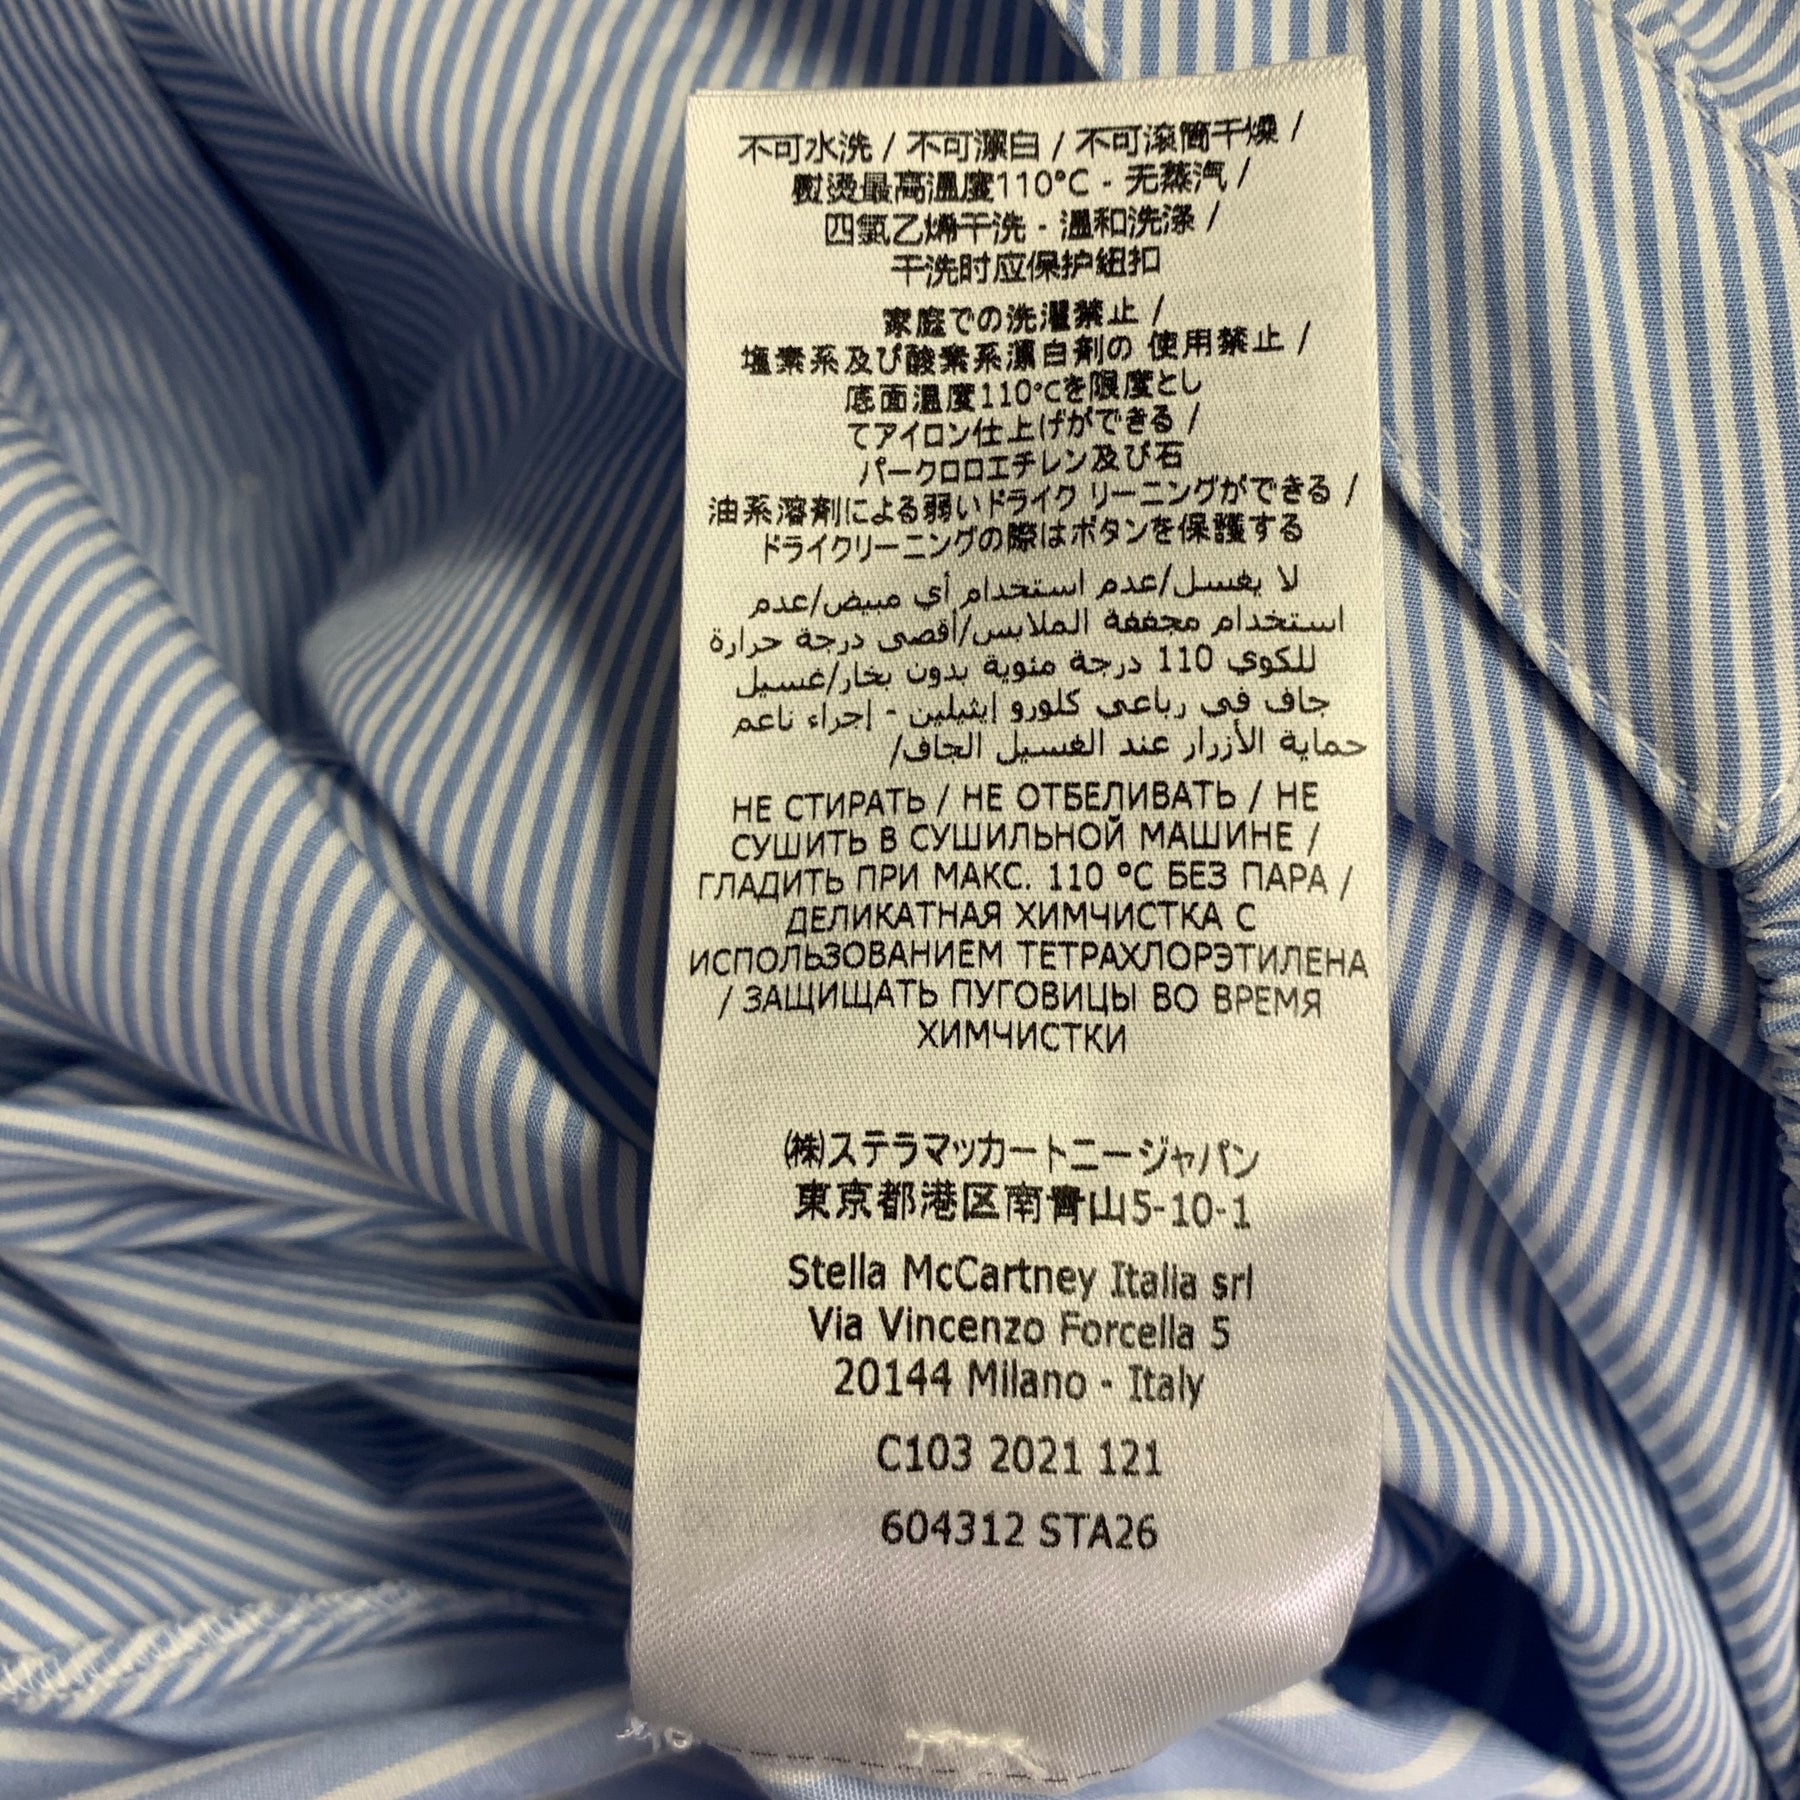 不可水洗 / 不可漂白 / 不可滚筒干燥 /
熨烫最高温度110°C - 无蒸汽 /
四氯乙烯干洗 - 温和洗涤 /
干洗时应保护纽扣
家庭での洗濯禁止 /
塩素系及び酸素系漂白剤の 使用禁止 /
底面温度110℃を限度とし
てアイロン仕上げができる /
パークロロエチレン及び石
油系溶剤による弱いドライク リーニングができる /
ドライクリーニングの際はボタンを保護する
لا يغسل/عدم استخدام أي مبيض/عدم
استخدام مجففة الملابس/أقصى درجة حرارة
للكوي 110 درجة مئوية بدون بخار/غسيل
جاف في رباعي كلورو إيثيلين - إجراء ناعم
حماية الأزرار عند الغسيل الجاف/
НЕ СТИРАТЬ / НЕ ОТБЕЛИВАТЬ / НЕ
СУШИТЬ В СУШИЛЬНОЙ МАШИНЕ /
ГЛАДИТЬ ПРИ МАКС. 110 °C БЕЗ ПАРА /
ДЕЛИКАТНАЯ ХИМЧИСТКА С
ИСПОЛЬЗОВАНИЕМ ТЕТРАХЛОРЭТИЛЕНА
/ ЗАЩИЩАТЬ ПУГОВИЦЫ ВО ВРЕМЯ
ХИМЧИСТКИ
㈱ステラマッカートニージャパン
東京都港区南青山5-10-1
Stella McCartney Italia srl
Via Vincenzo Forcella 5
20144 Milano - Italy
C103 2021 121
604312 STA26